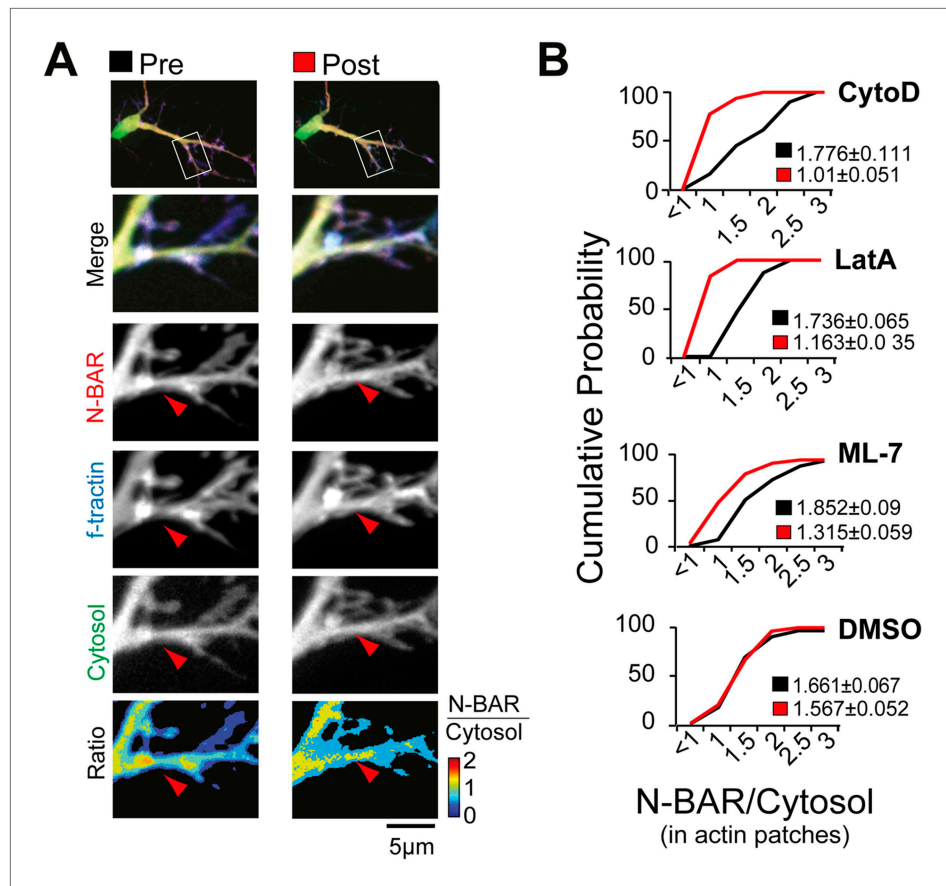 A
Pre
Post
Merge
N-BAR
f-tractin
Cytosol
Ratio
N-BAR
Cytosol
2
1
0
5µm
B
Cumulative Probability
CytoD
100
50
0
1.776±0.111
1.01±0.051
<1
1
1.5
2
2.5
3
LatA
100
50
0
1.736±0.065
1.163±0.0 35
<1
1
1.5
2
2.5
3
ML-7
100
50
0
1.852±0.09
1.315±0.059
<1
1
1.5
2
2.5
3
DMSO
100
50
0
1.661±0.067
1.567±0.052
<1
1
1.5
2
2.5
3
N-BAR/Cytosol
(in actin patches)